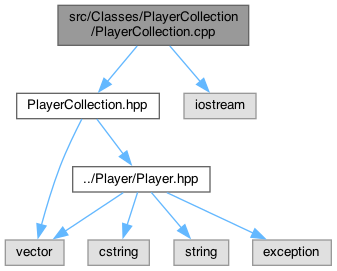 src/Classes/PlayerCollection
/PlayerCollection.cpp
PlayerCollection.hpp
iostream
../Player/Player.hpp
vector
cstring
string
exception